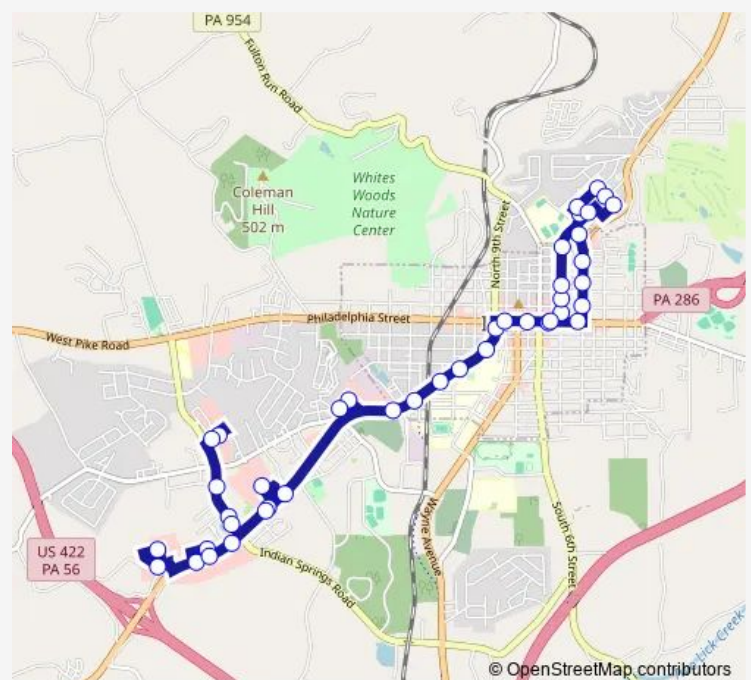 PA 954
Fulton Run Road
Whites
Woods
Nature
Center
Coleman
Hill
502 m
North 9th Street
PA 286
Philadelphia Street
West Pike Road
US 422
PA 56
Wayne Avenue
South 6th Street
Indian Springs Road
© OpenStreetMap contributors